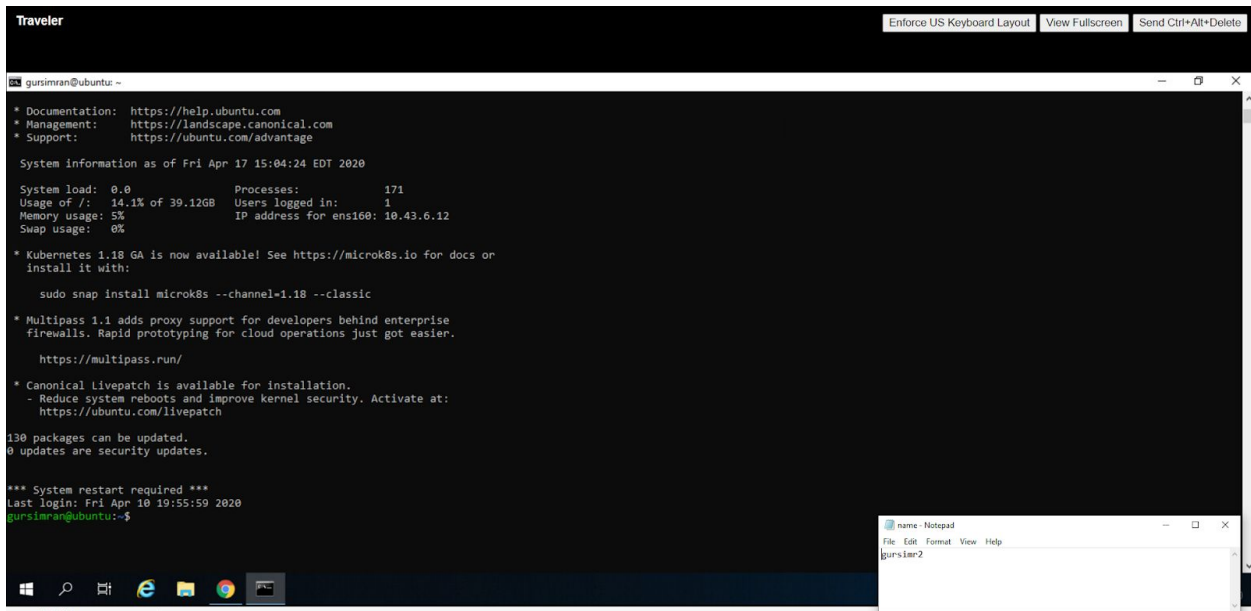 Traveler
Enforce US Keyboard Layout View Fullscreen Send Ctrl+Alt+Delete
gursimran@ubuntu: ~
* Documentation:  https://help.ubuntu.com
* Management:     https://landscape.canonical.com
* Support:        https://ubuntu.com/advantage
System information as of Fri Apr 17 15:04:24 EDT 2020
System load:  0.0                Processes:            171
Usage of /:   14.1% of 39.12GB   Users logged in:      1
Memory usage: 5%                 IP address for ens160: 10.43.6.12
Swap usage:   0%
* Kubernetes 1.18 GA is now available! See https://microk8s.io for docs or
install it with:
sudo snap install microk8s --channel=1.18 --classic
* Multipass 1.1 adds proxy support for developers behind enterprise
firewalls. Rapid prototyping for cloud operations just got easier.
https://multipass.run/
* Canonical Livepatch is available for installation.
- Reduce system reboots and improve kernel security. Activate at:
https://ubuntu.com/livepatch
130 packages can be updated.
0 updates are security updates.
*** System restart required ***
Last login: Fri Apr 10 19:55:59 2020
gursimran@ubuntu:~$
name - Notepad
File Edit Format View Help
gursimr2